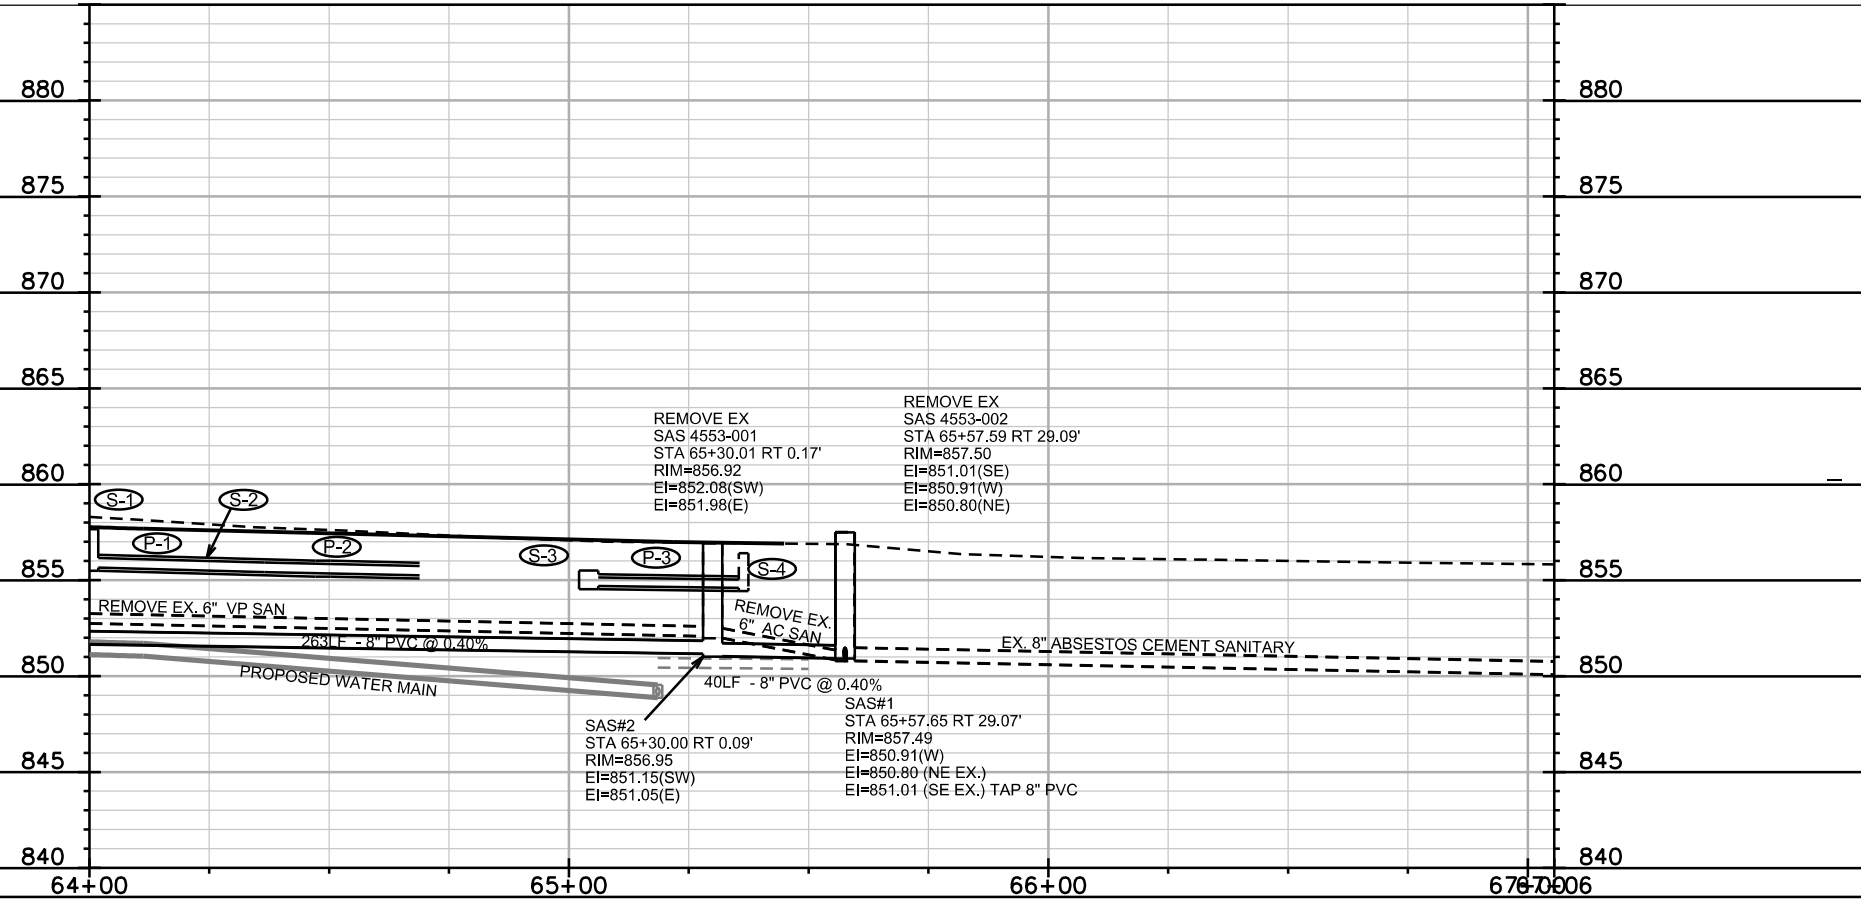 880
880
875
875
870
870
865
865
REMOVE EX
SAS 4553-001
STA 65+30.01 RT 0.17'
RIM=856.92
EI=852.08(SW)
EI=851.98(E)
REMOVE EX
SAS 4553-002
STA 65+57.59 RT 29.09'
RIM=857.50
EI=851.01(SE)
EI=850.91(W)
EI=850.80(NE)
860
860
S-1
S-2
P-1
P-2
S-3
P-3
S-4
855
855
REMOVE EX. 6" VP SAN
REMOVE EX.
6" AC SAN
263LF - 8" PVC @ 0.40%
EX. 8" ABSESTOS CEMENT SANITARY
850
850
PROPOSED WATER MAIN
40LF - 8" PVC @ 0.40%
SAS#2
STA 65+30.00 RT 0.09'
RIM=856.95
EI=851.15(SW)
EI=851.05(E)
SAS#1
STA 65+57.65 RT 29.07'
RIM=857.49
EI=850.91(W)
EI=850.80 (NE EX.)
EI=851.01 (SE EX.) TAP 8" PVC
845
845
840
840
64+00
65+00
66+00